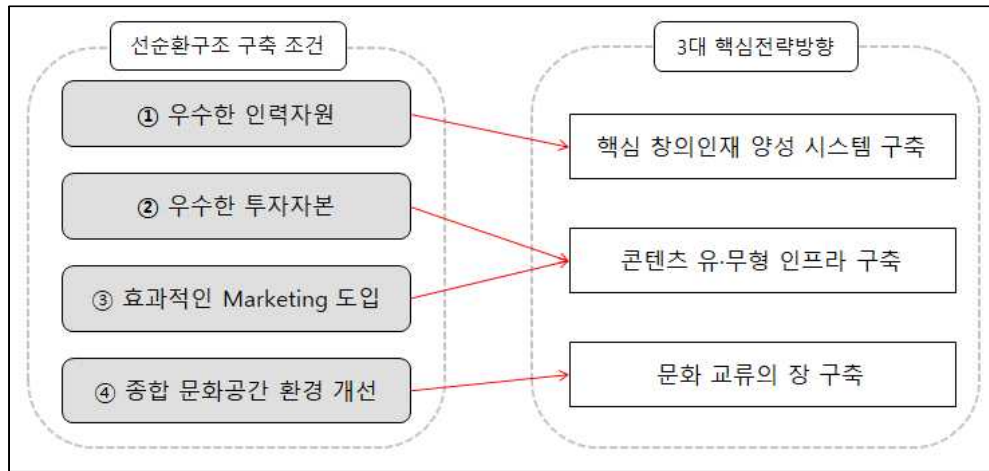 선순환구조 구축 조건
① 우수한 인력자원
② 우수한 투자자본
③ 효과적인 Marketing 도입
④ 종합 문화공간 환경 개선
3대 핵심전략방향
핵심 창의인재 양성 시스템 구축
콘텐츠 유·무형 인프라 구축
문화 교류의 장 구축